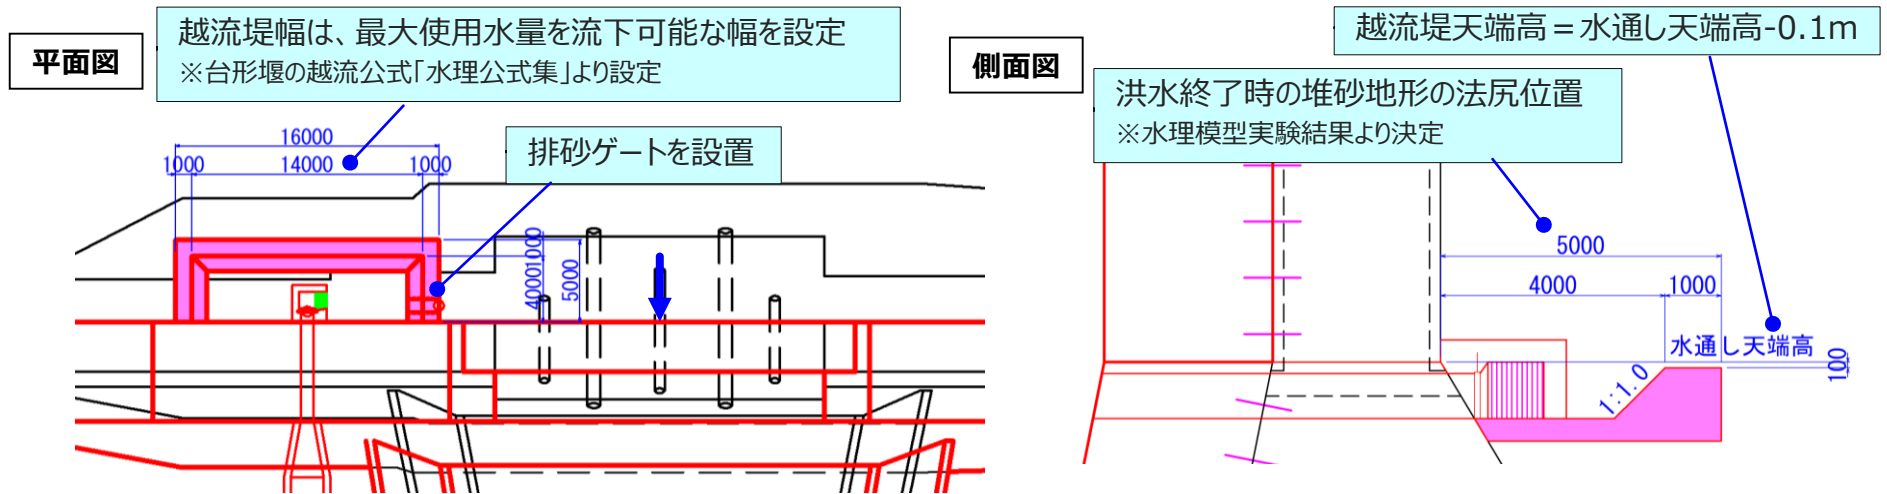 平面図
越流堤幅は、最大使用水量を流下可能な幅を設定
※台形堰の越流公式「水理公式集」より設定
排砂ゲートを設置
16000
1000
14000
1000
1000
4000
5000
側面図
越流堤天端高＝水通し天端高-0.1m
洪水終了時の堆砂地形の法尻位置
※水理模型実験結果より決定
5000
4000
1000
水通し天端高
100
1:1.0